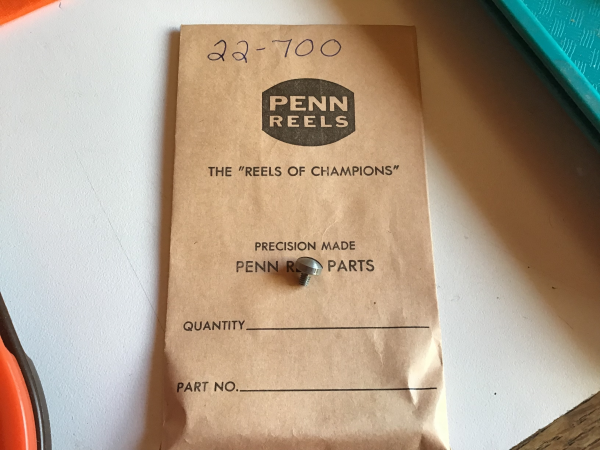 22-700
PENN
REELS
THE "REELS OF CHAMPIONS"
PRECISION MADE
PENN R PARTS
QUANTITY
PART NO.